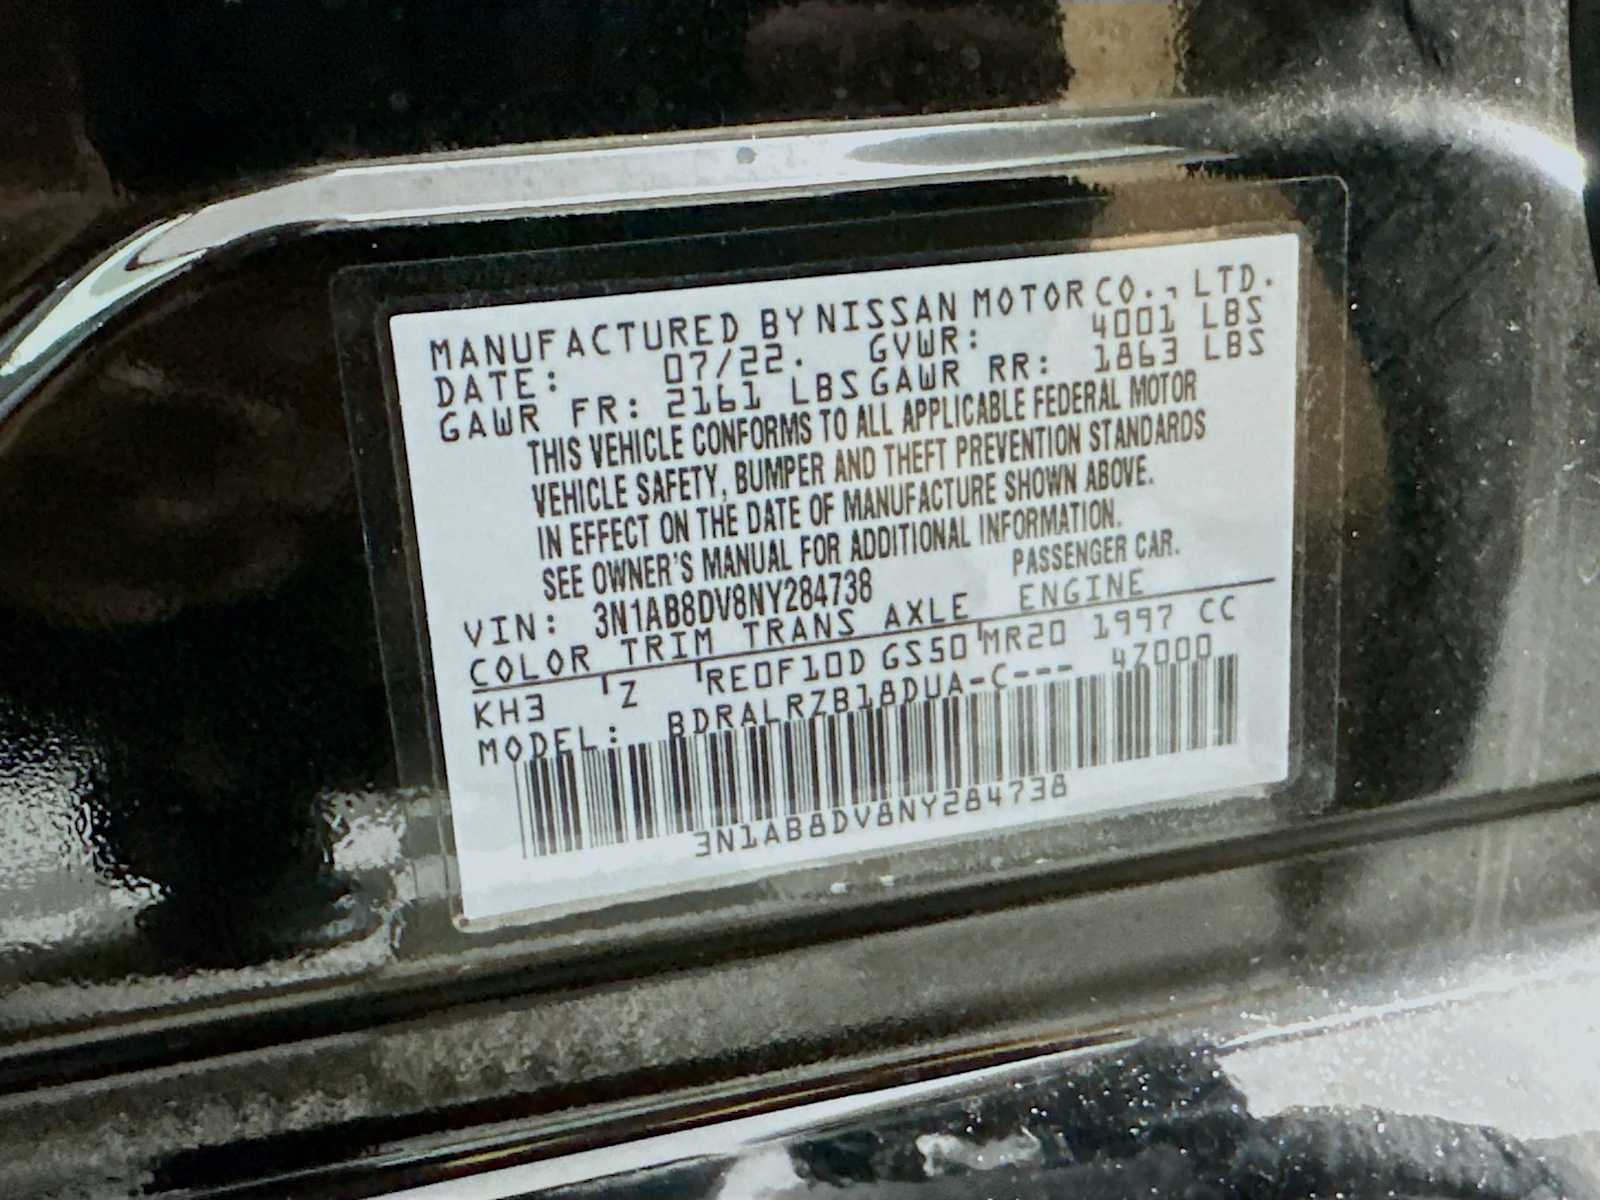 MANUFACTURED BY NISSAN MOTOR CO., LTD.
DATE: 07/22. GVWR: 4001 LBS
GAWR FR: 2161 LBS GAWR RR: 1863 LBS
THIS VEHICLE CONFORMS TO ALL APPLICABLE FEDERAL MOTOR
VEHICLE SAFETY, BUMPER AND THEFT PREVENTION STANDARDS
IN EFFECT ON THE DATE OF MANUFACTURE SHOWN ABOVE.
SEE OWNER'S MANUAL FOR ADDITIONAL INFORMATION.
VIN: 3N1AB8DV8NY284738 PASSENGER CAR.
COLOR TRIM TRANS AXLE ENGINE
KH3 Z RE0F10D GS50 MR20 1997 CC
MODEL: BDRALRZB18DUA-C--- 47000
3N1AB8DV8NY284738